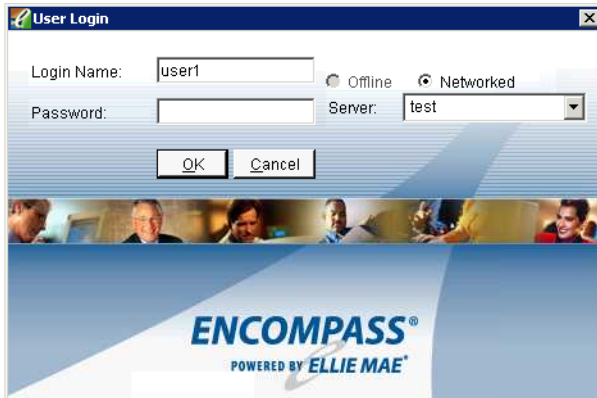 User Login
Login Name: user1
Offline Networked
Password:
Server: test
OK Cancel
ENCOMPASS®
POWERED BY ELLIE MAE®